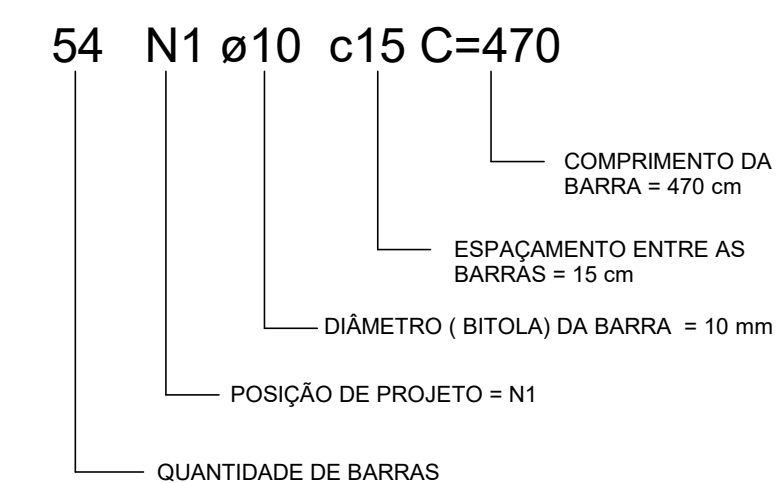 54 N1 ø10 c15 C=470
COMPRIMENTO DA
BARRA = 470 cm
ESPAÇAMENTO ENTRE AS
BARRAS = 15 cm
DIÂMETRO ( BITOLA) DA BARRA = 10 mm
POSIÇÃO DE PROJETO = N1
QUANTIDADE DE BARRAS